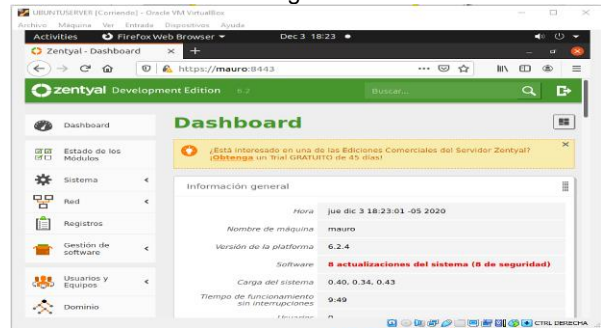 UBUNTUSERVER [Corriendo] - Oracle VM VirtualBox
Archivo Máquina Ver Entrada Dispositivos Ayuda
Activities Firefox Web Browser Dec 3 18:23
Zentyal - Dashboard
https://mauro:8443
zentyal Development Edition 6.2 Buscar...
Dashboard
Dashboard
¿Está interesado en una de las Ediciones Comerciales del Servidor Zentyal?
¡Obtenga un Trial GRATUITO de 45 días!
Estado de los
Módulos
Sistema
Información general
Red
Hora jue dic 3 18:23:01 -05 2020
Registros
Nombre de máquina mauro
Gestión de
software
Versión de la plataforma 6.2.4
Software 8 actualizaciones del sistema (8 de seguridad)
Usuarios y
Equipos
Carga del sistema 0.40, 0.34, 0.43
Tiempo de funcionamiento
sin interrupciones 9:49
Dominio
Usuarios 0
CTRL DERECHA